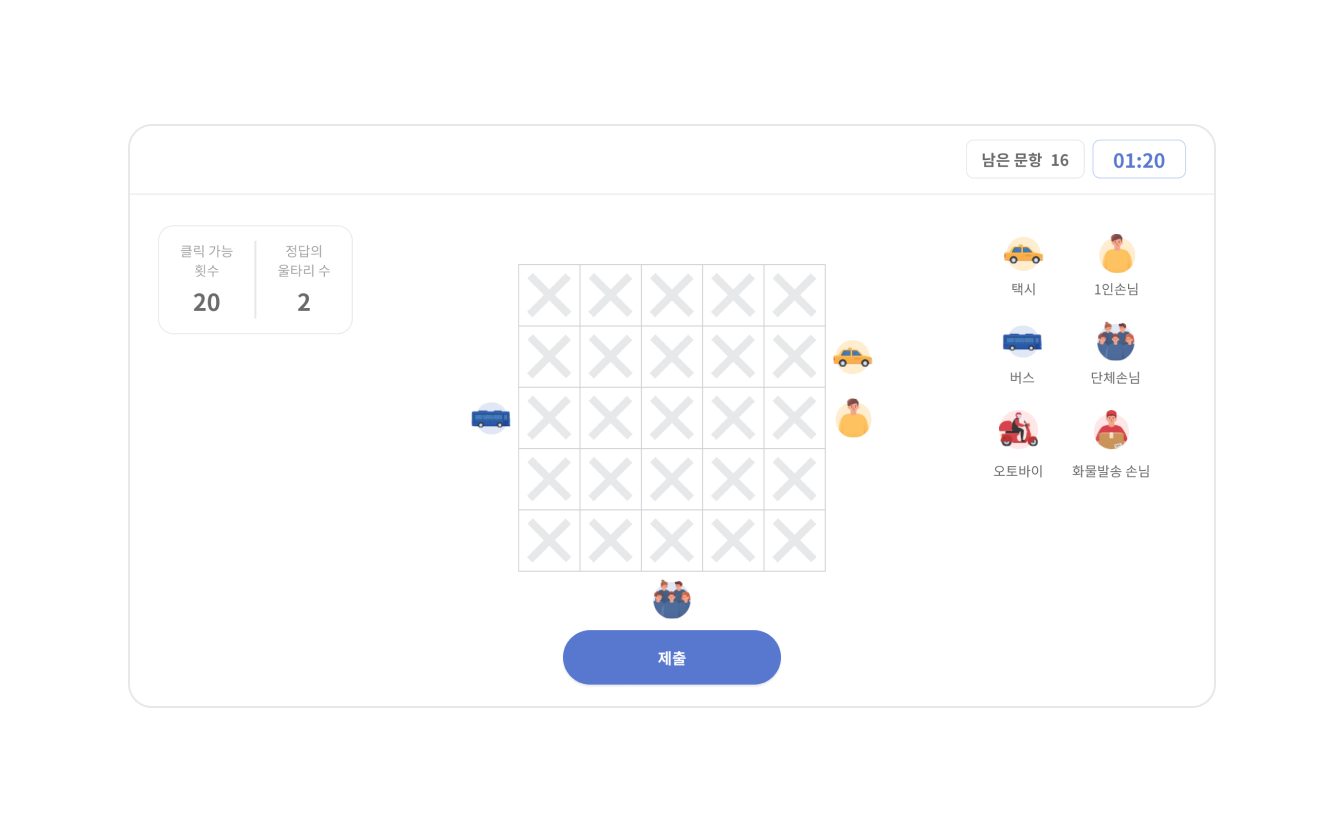 남은 문항 16
01:20
클릭 가능
횟수
20
정답의
울타리 수
2
택시
1인손님
버스
단체손님
오토바이
화물발송 손님
제출